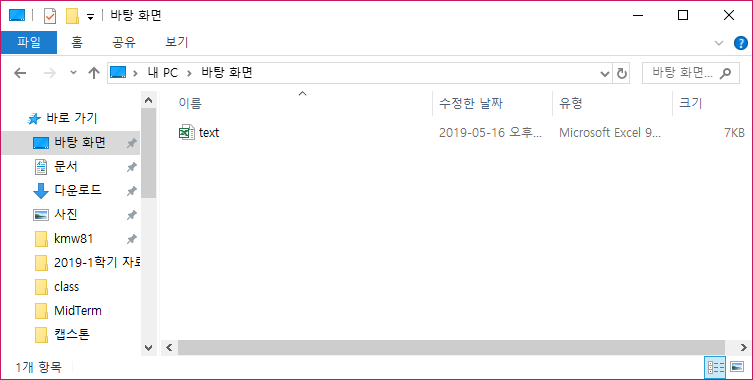 바탕 화면
파일 홈 공유 보기
내 PC 바탕 화면 바탕 화면...
이름 수정한 날짜 유형 크기
바로 가기
text 2019-05-16 오후... Microsoft Excel 9... 7KB
바탕 화면
문서
다운로드
사진
kmw81
2019-1학기 자료
class
MidTerm
캡스톤
1개 항목